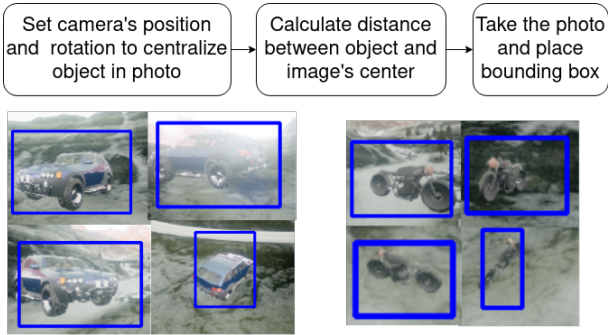 Set camera's position
and rotation to centralize
object in photo
Calculate distance
between object and
image's center
Take the photo
and place
bounding box